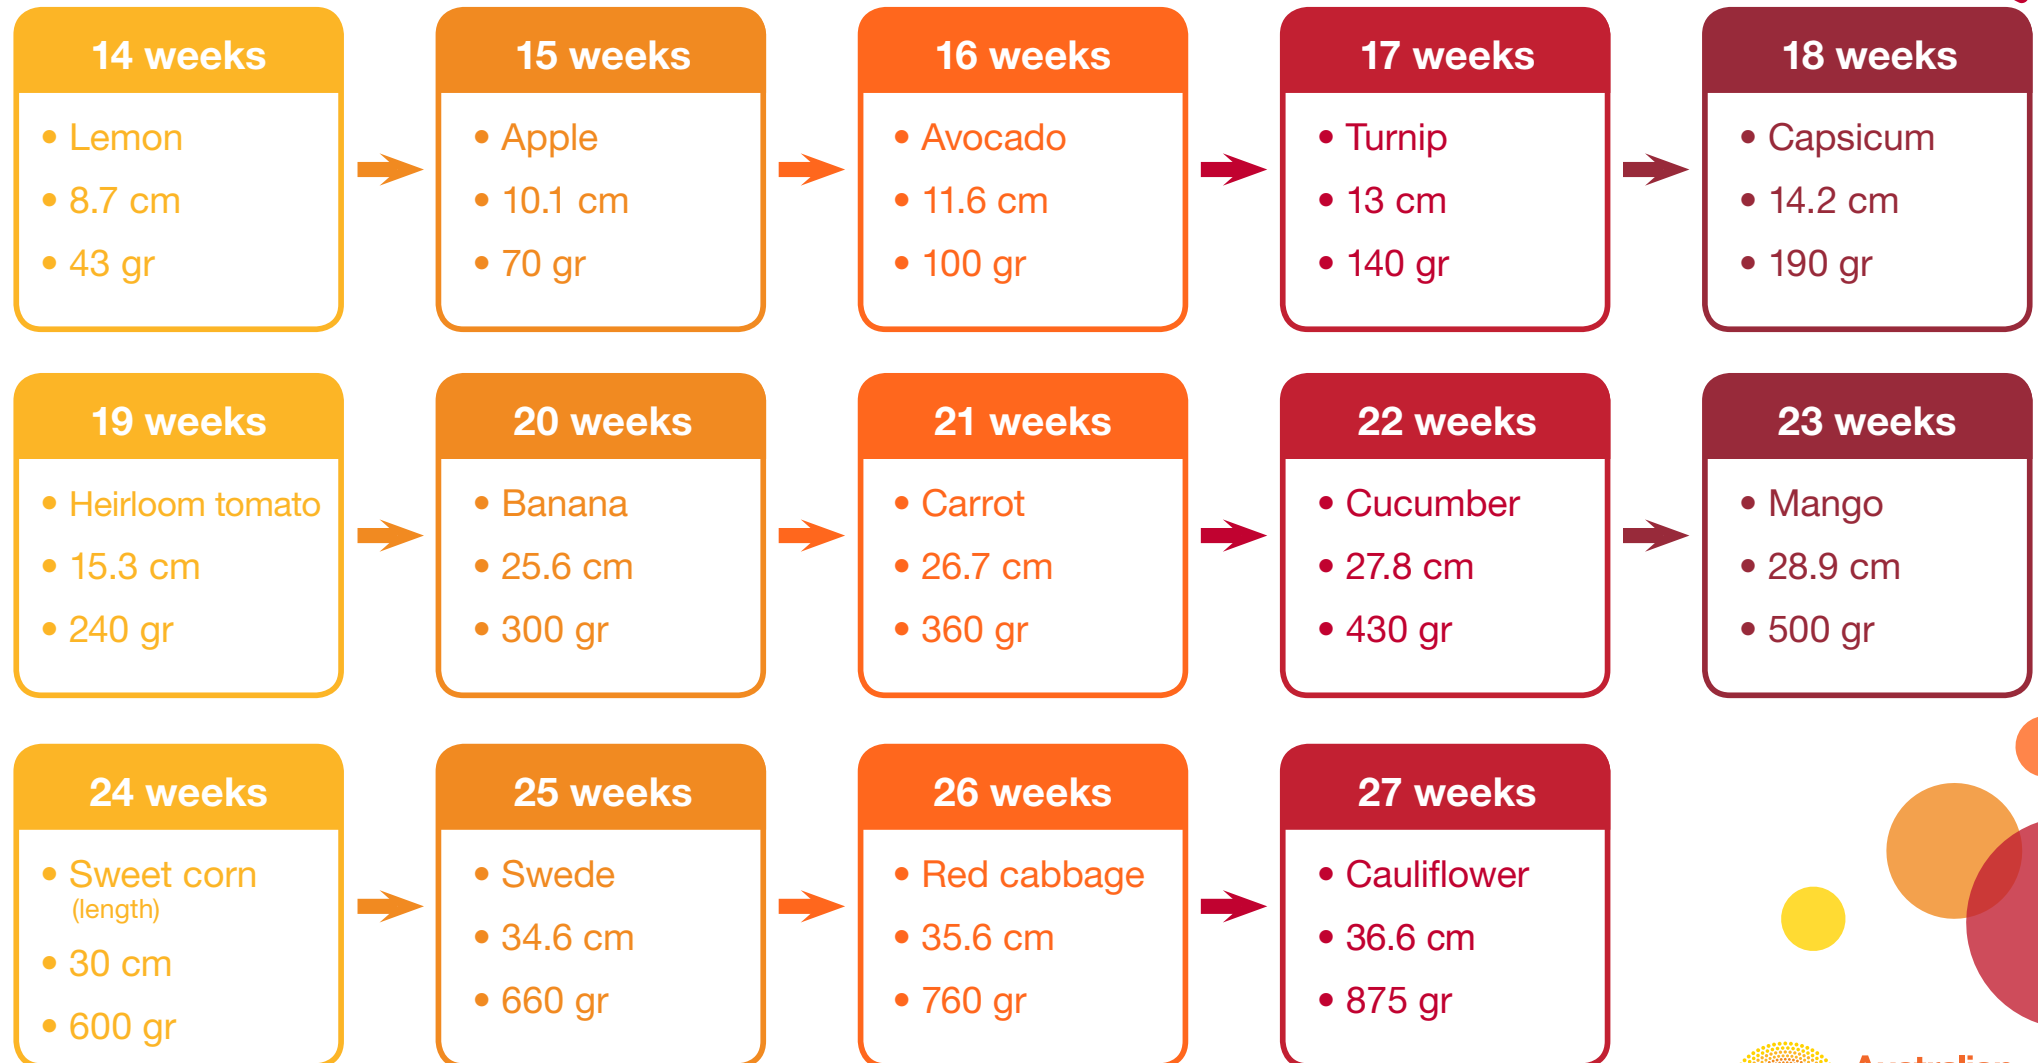 14 weeks
• Lemon
• 8.7 cm
• 43 gr
15 weeks
• Apple
• 10.1 cm
• 70 gr
16 weeks
• Avocado
• 11.6 cm
• 100 gr
17 weeks
• Turnip
• 13 cm
• 140 gr
18 weeks
• Capsicum
• 14.2 cm
• 190 gr
19 weeks
• Heirloom tomato
• 15.3 cm
• 240 gr
20 weeks
• Banana
• 25.6 cm
• 300 gr
21 weeks
• Carrot
• 26.7 cm
• 360 gr
22 weeks
• Cucumber
• 27.8 cm
• 430 gr
23 weeks
• Mango
• 28.9 cm
• 500 gr
24 weeks
• Sweet corn
(length)
• 30 cm
• 600 gr
25 weeks
• Swede
• 34.6 cm
• 660 gr
26 weeks
• Red cabbage
• 35.6 cm
• 760 gr
27 weeks
• Cauliflower
• 36.6 cm
• 875 gr
Australian